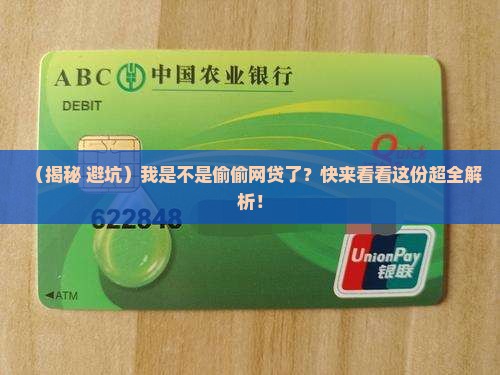 ABC 中国农业银行
DEBIT
Quick
（揭秘 避坑）我是不是偷偷网贷了？快来看看这份超全解
析！
622848
UnionPay
银联
◀ATM